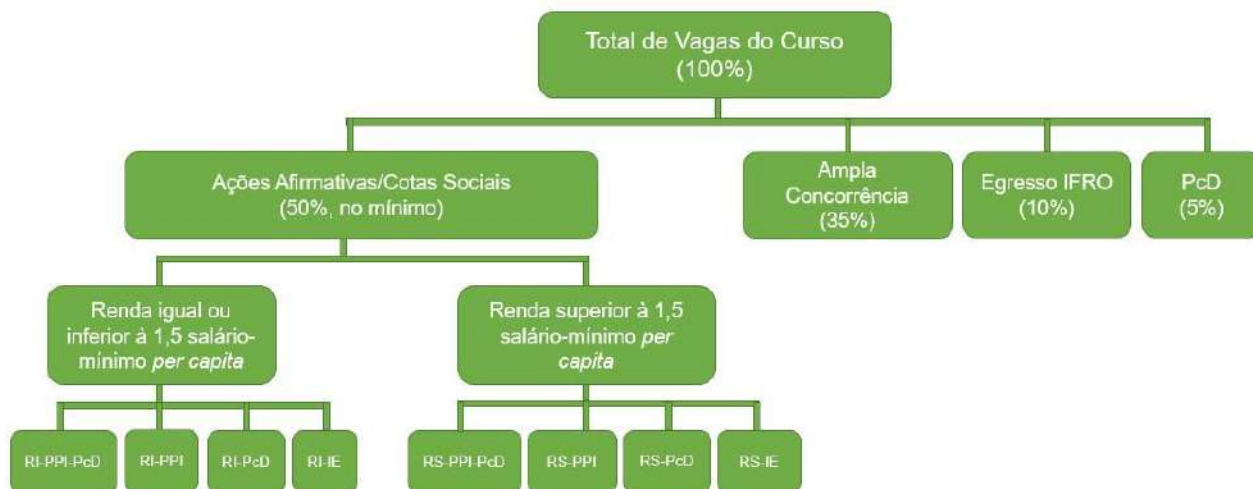 Total de Vagas do Curso
(100%)
Ações Afirmativas/Cotas Sociais
(50%, no mínimo)
Ampla
Concorrência
(35%)
Egresso IFRO
(10%)
PcD
(5%)
Renda igual ou
inferior à 1,5 salário-
mínimo per capita
Renda superior à 1,5
salário-mínimo per
capita
RI-PPI-PcD
RI-PPI
RI-PcD
RI-IE
RS-PPI-PcD
RS-PPI
RS-PcD
RS-IE